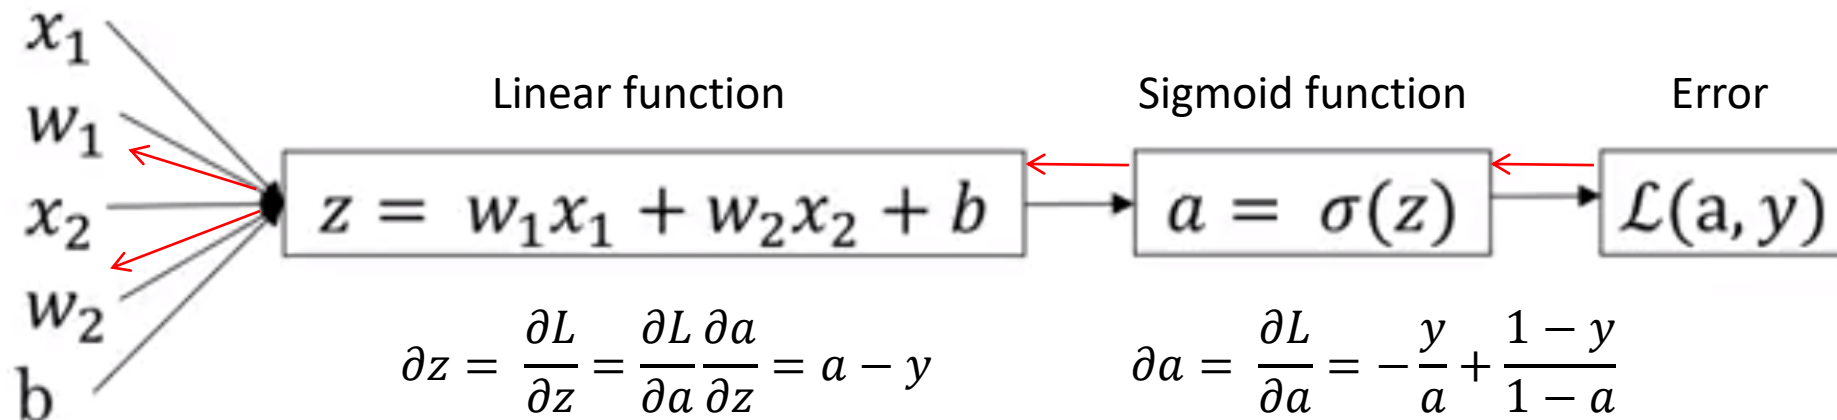 x₁
w₁
x₂
w₂
b
Linear function
z = w₁x₁ + w₂x₂ + b
∂z = ∂L/∂z = ∂L/∂a ∂a/∂z = a − y
Sigmoid function
a = σ(z)
∂a = ∂L/∂a = −y/a + (1 − y)/(1 − a)
Error
ℒ(a, y)